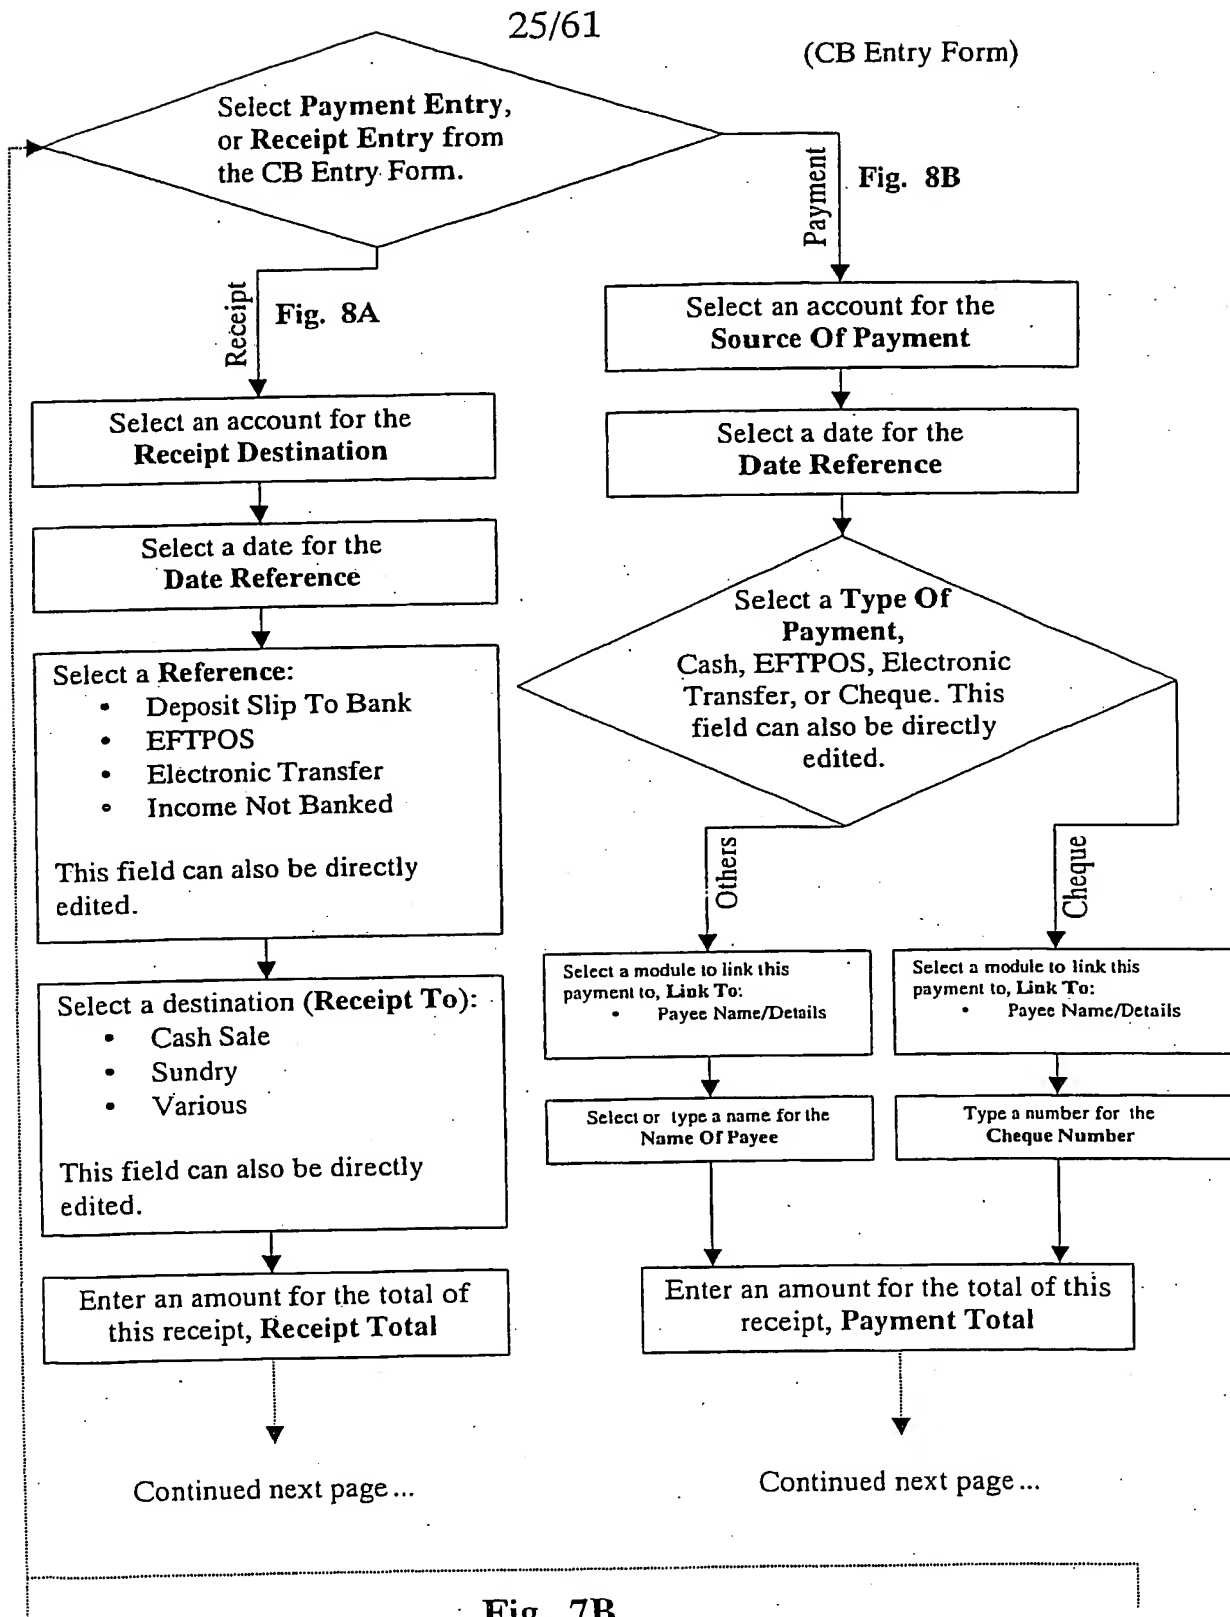 25/61
(CB Entry Form)
Select Payment Entry,
or Receipt Entry from
the CB Entry Form.
Payment
Fig. 8B
Receipt
Fig. 8A
Select an account for the
Receipt Destination
Select a date for the
Date Reference
Select a Reference:
• Deposit Slip To Bank
• EFTPOS
• Electronic Transfer
• Income Not Banked
This field can also be directly
edited.
Select a destination (Receipt To):
• Cash Sale
• Sundry
• Various
This field can also be directly
edited.
Enter an amount for the total of
this receipt, Receipt Total
Continued next page...
Select an account for the
Source Of Payment
Select a date for the
Date Reference
Select a Type Of
Payment,
Cash, EFTPOS, Electronic
Transfer, or Cheque. This
field can also be directly
edited.
Others
Cheque
Select a module to link this
payment to, Link To:
• Payee Name/Details
Select or type a name for the
Name Of Payee
Select a module to link this
payment to, Link To:
• Payee Name/Details
Type a number for the
Cheque Number
Enter an amount for the total of this
receipt, Payment Total
Continued next page...
Fig. 7B